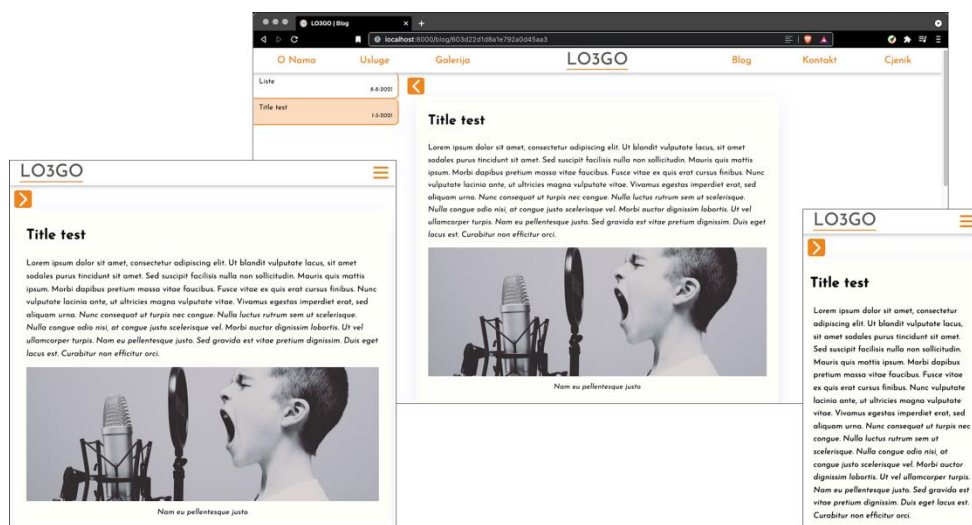 LO3GO | Blog
localhost:8000/blog/603d22d1d8a1e792a0d45aa3
O Nama Usluge Galerija LO3GO Blog Kontakt Cjenik
Liste
8-8-2021
Title test
1-3-2021
Title test
Lorem ipsum dolor sit amet, consectetur adipiscing elit. Ut blandit vulputate lacus, sit amet
sodales purus tincidunt sit amet. Sed suscipit facilisis nulla non sollicitudin. Mauris quis mattis
ipsum. Morbi dapibus pretium massa vitae faucibus. Fusce vitae ex quis erat cursus finibus. Nunc
vulputate lacinia ante, ut ultricies magna vulputate vitae. Vivamus egestas imperdiet erat, sed
aliquam urna. Nunc consequat ut turpis nec congue. Nulla luctus rutrum sem ut scelerisque.
Nulla congue odio nisi, at congue justo scelerisque vel. Morbi auctor dignissim lobortis. Ut vel
ullamcorper turpis. Nam eu pellentesque justo. Sed gravida est vitae pretium dignissim. Duis eget
lacus est. Curabitur non efficitur orci.
Nam eu pellentesque justo
LO3GO
Title test
Lorem ipsum dolor sit amet, consectetur adipiscing elit. Ut blandit vulputate lacus, sit amet
sodales purus tincidunt sit amet. Sed suscipit facilisis nulla non sollicitudin. Mauris quis mattis
ipsum. Morbi dapibus pretium massa vitae faucibus. Fusce vitae ex quis erat cursus finibus. Nunc
vulputate lacinia ante, ut ultricies magna vulputate vitae. Vivamus egestas imperdiet erat, sed
aliquam urna. Nunc consequat ut turpis nec congue. Nulla luctus rutrum sem ut scelerisque.
Nulla congue odio nisi, at congue justo scelerisque vel. Morbi auctor dignissim lobortis. Ut vel
ullamcorper turpis. Nam eu pellentesque justo. Sed gravida est vitae pretium dignissim. Duis eget
lacus est. Curabitur non efficitur orci.
Nam eu pellentesque justo
LO3GO
Title test
Lorem ipsum dolor sit amet, consectetur
adipiscing elit. Ut blandit vulputate lacus,
sit amet sodales purus tincidunt sit amet.
Sed suscipit facilisis nulla non sollicitudin.
Mauris quis mattis ipsum. Morbi dapibus
pretium massa vitae faucibus. Fusce vitae
ex quis erat cursus finibus. Nunc vulputate
lacinia ante, ut ultricies magna vulputate
vitae. Vivamus egestas imperdiet erat, sed
aliquam urna. Nunc consequat ut turpis nec
congue. Nulla luctus rutrum sem ut
scelerisque. Nulla congue odio nisi, at
congue justo scelerisque vel. Morbi auctor
dignissim lobortis. Ut vel ullamcorper turpis.
Nam eu pellentesque justo. Sed gravida est
vitae pretium dignissim. Duis eget lacus est.
Curabitur non efficitur orci.